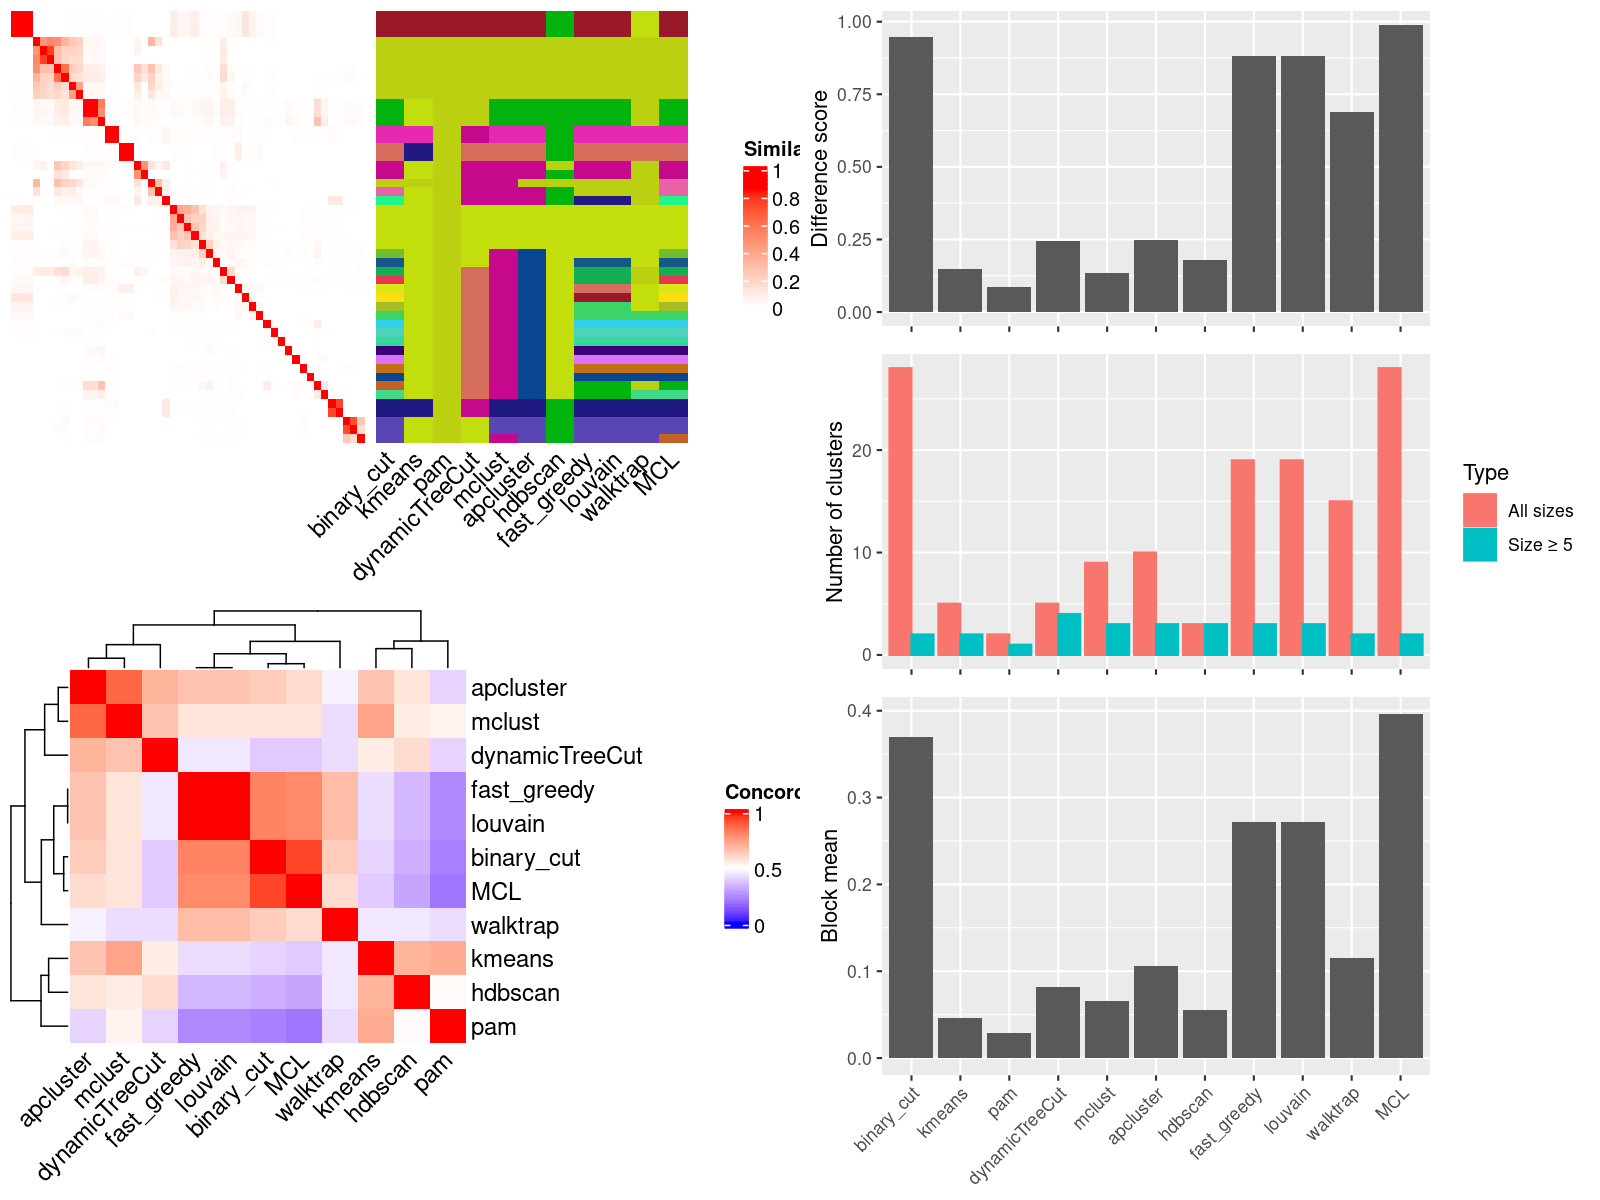 Simila
1
0.8
0.6
0.4
0.2
0
binary_cut
kmeans
pam
dynamicTreeCut
mclust
apcluster
hdbscan
fast_greedy
louvain
walktrap
MCL
apcluster
mclust
dynamicTreeCut
fast_greedy
louvain
binary_cut
MCL
walktrap
kmeans
hdbscan
pam
apcluster
mclust
dynamicTreeCut
fast_greedy
louvain
binary_cut
MCL
walktrap
kmeans
hdbscan
pam
Concord
1
0.5
0
Difference score
1.00
0.75
0.50
0.25
0.00
Number of clusters
20
10
0
Type
All sizes
Size ≥ 5
Block mean
0.4
0.3
0.2
0.1
0.0
binary_cut
kmeans
pam
dynamicTreeCut
mclust
apcluster
hdbscan
fast_greedy
louvain
walktrap
MCL